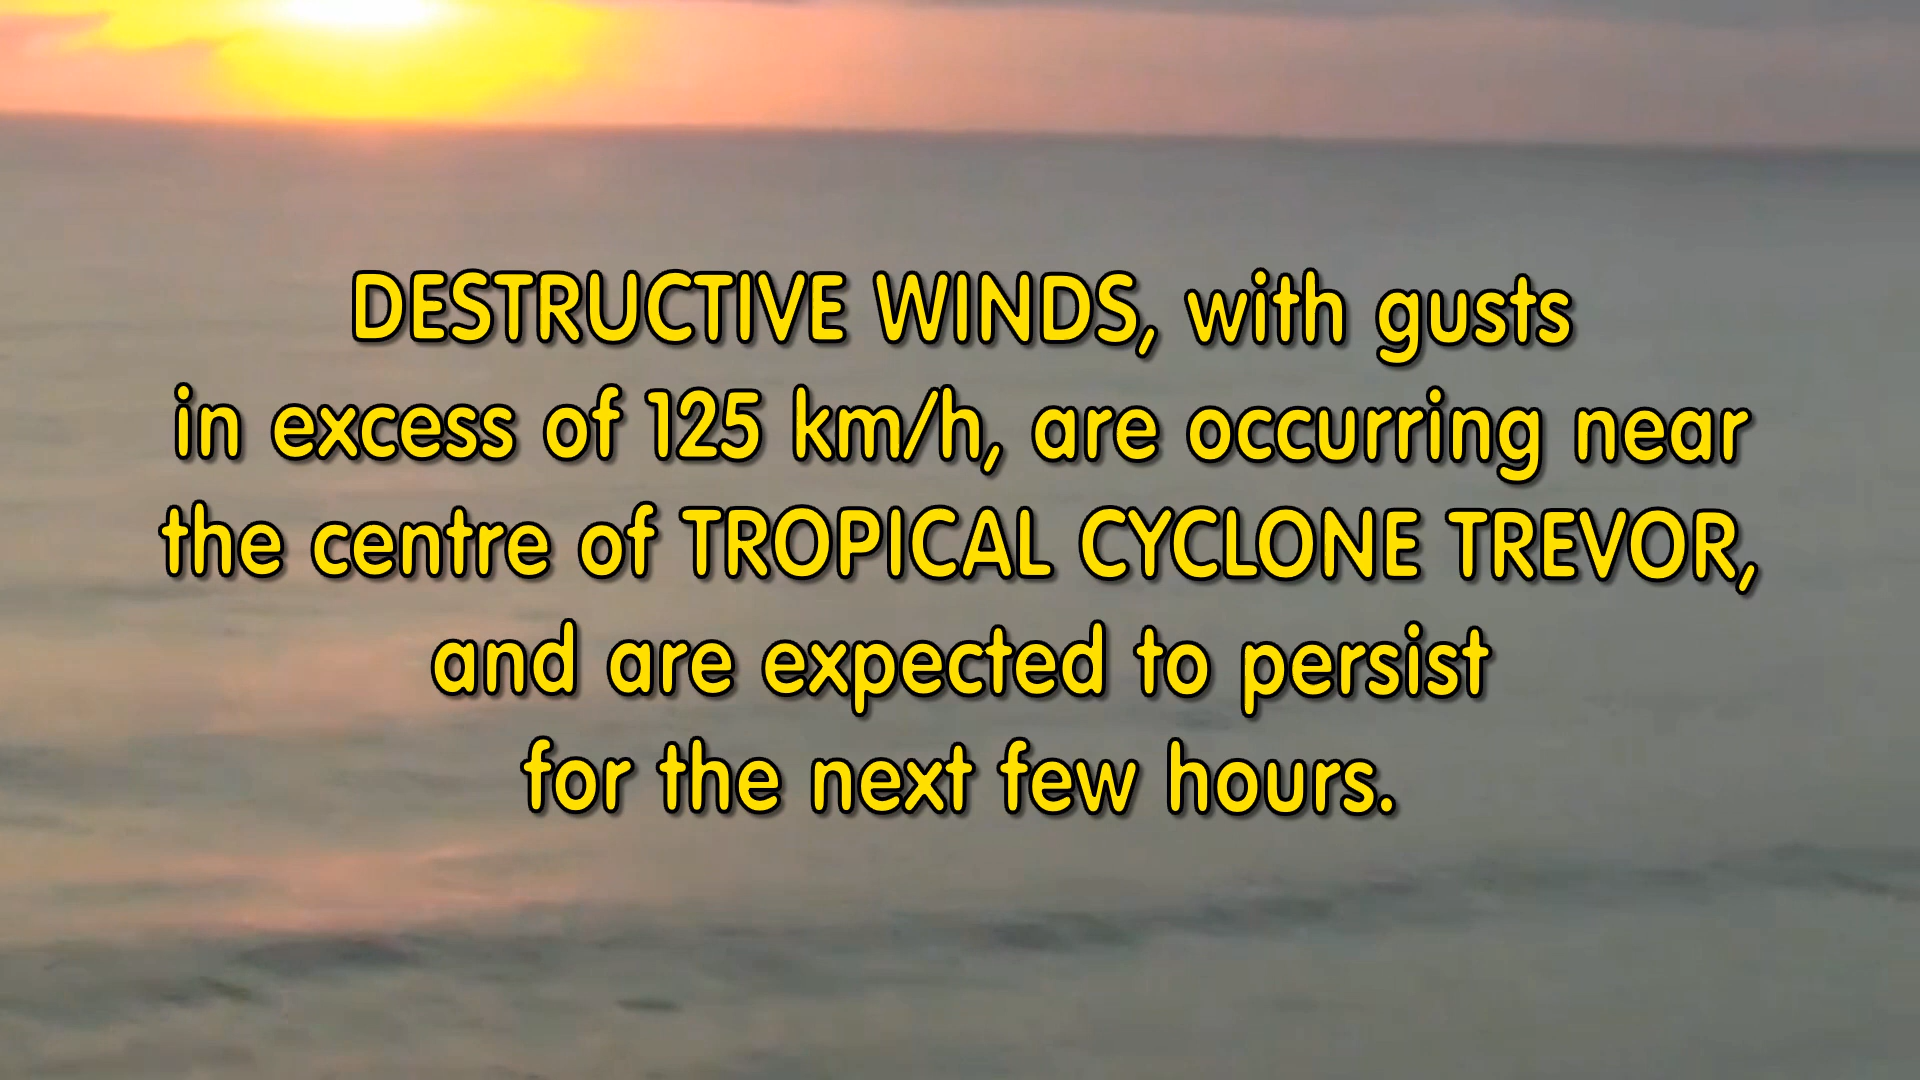 DESTRUCTIVE WINDS, with gusts
in excess of 125 km/h, are occurring near
the centre of TROPICAL CYCLONE TREVOR,
and are expected to persist
for the next few hours.